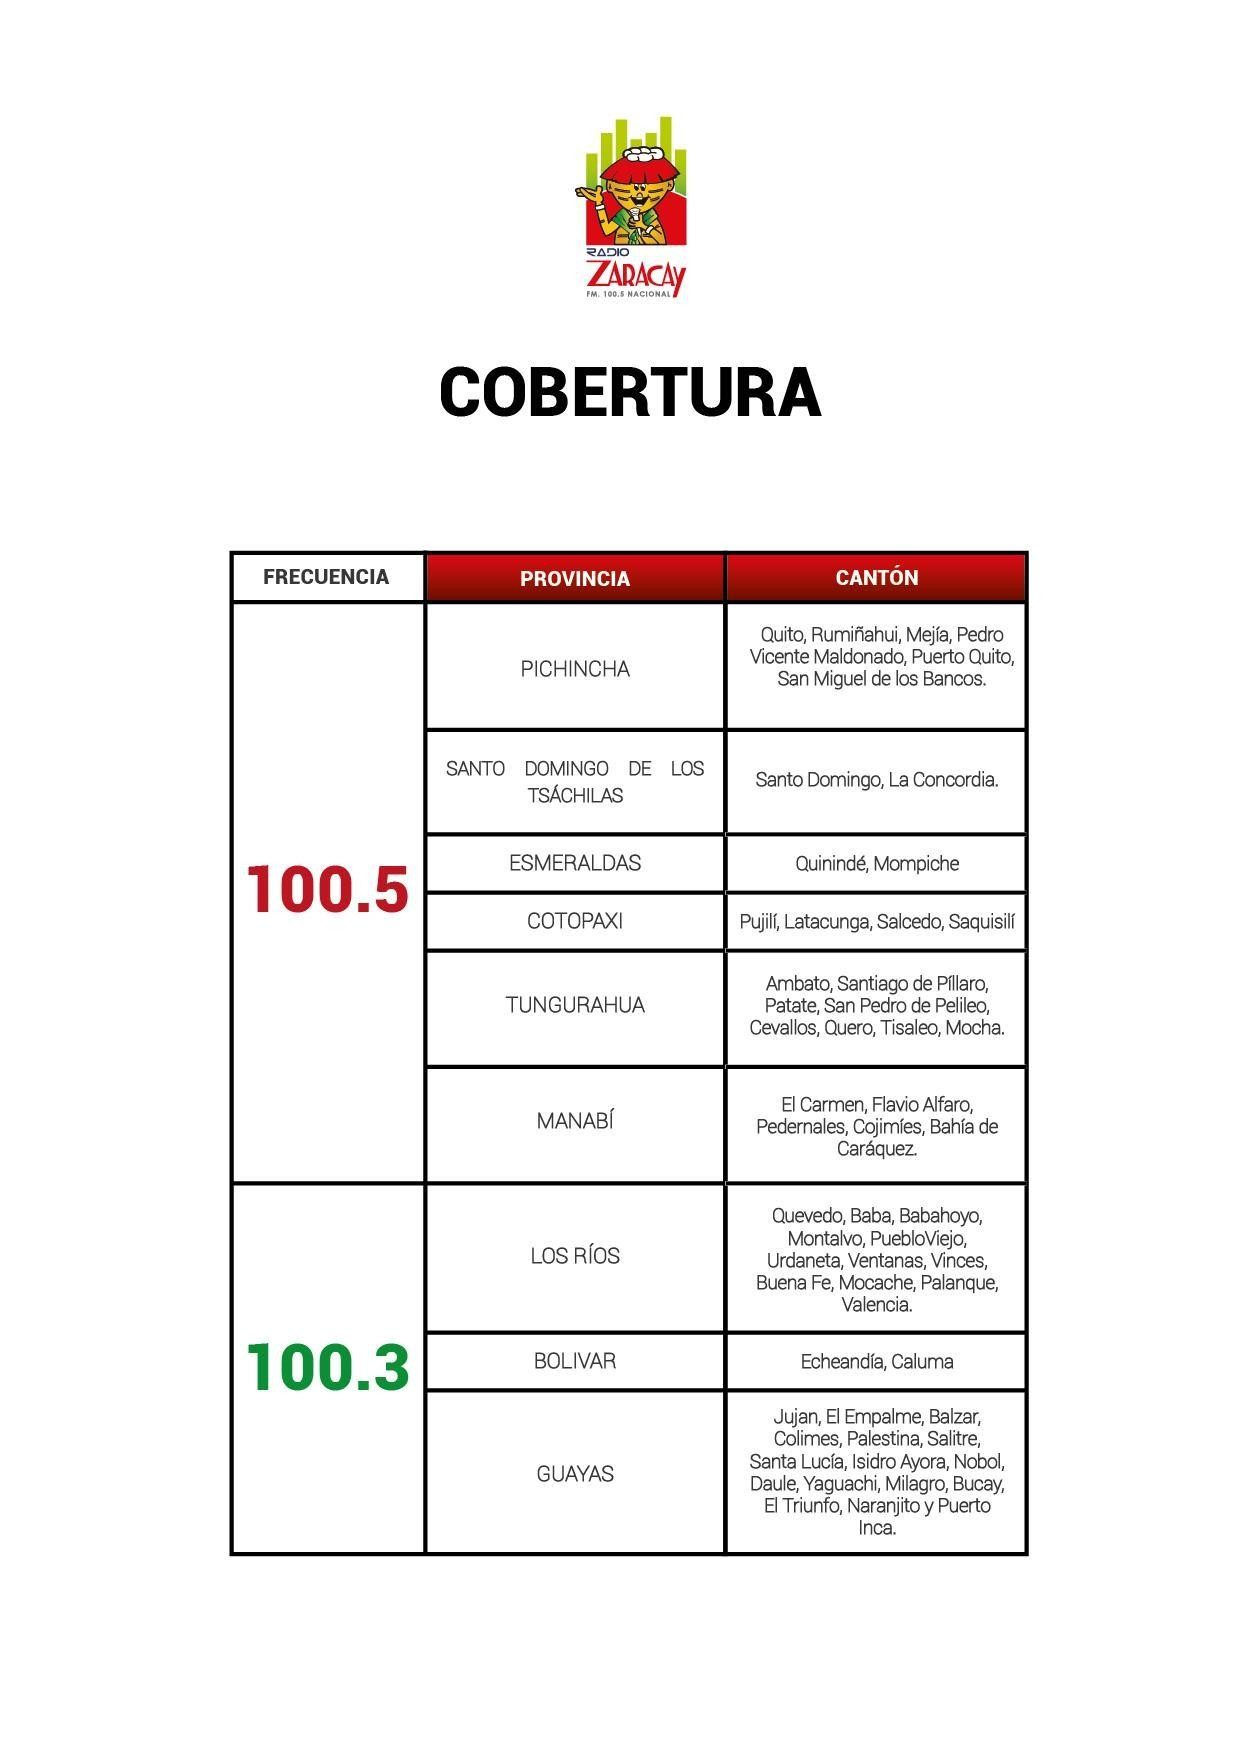 RADIO
ZARACAY
FM. 100.5 NACIONAL
COBERTURA
FRECUENCIA
PROVINCIA
CANTÓN
100.5
PICHINCHA
Quito, Rumiñahui, Mejía, Pedro
Vicente Maldonado, Puerto Quito,
San Miguel de los Bancos.
SANTO DOMINGO DE LOS
TSÁCHILAS
Santo Domingo, La Concordia.
ESMERALDAS
Quinindé, Mompiche
COTOPAXI
Pujilí, Latacunga, Salcedo, Saquisilí
TUNGURAHUA
Ambato, Santiago de Píllaro,
Patate, San Pedro de Pelileo,
Cevallos, Quero, Tisaleo, Mocha.
MANABÍ
El Carmen, Flavio Alfaro,
Pedernales, Cojimíes, Bahía de
Caráquez.
100.3
LOS RÍOS
Quevedo, Baba, Babahoyo,
Montalvo, PuebloViejo,
Urdaneta, Ventanas, Vinces,
Buena Fe, Mocache, Palanque,
Valencia.
BOLIVAR
Echeandía, Caluma
GUAYAS
Jujan, El Empalme, Balzar,
Colimes, Palestina, Salitre,
Santa Lucía, Isidro Ayora, Nobol,
Daule, Yaguachi, Milagro, Bucay,
El Triunfo, Naranjito y Puerto
Inca.